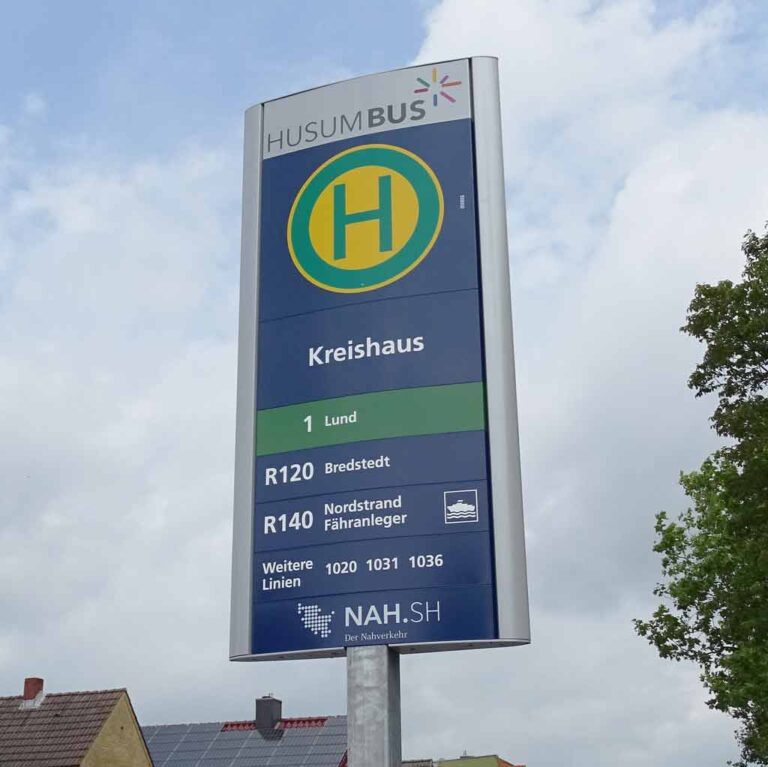 HUSUMBUS
H
Kreishaus
1 Lund
R120 Bredstedt
R140 Nordstrand
Fähranleger
Weitere
Linien 1020 1031 1036
NAH.SH
Der Nahverkehr